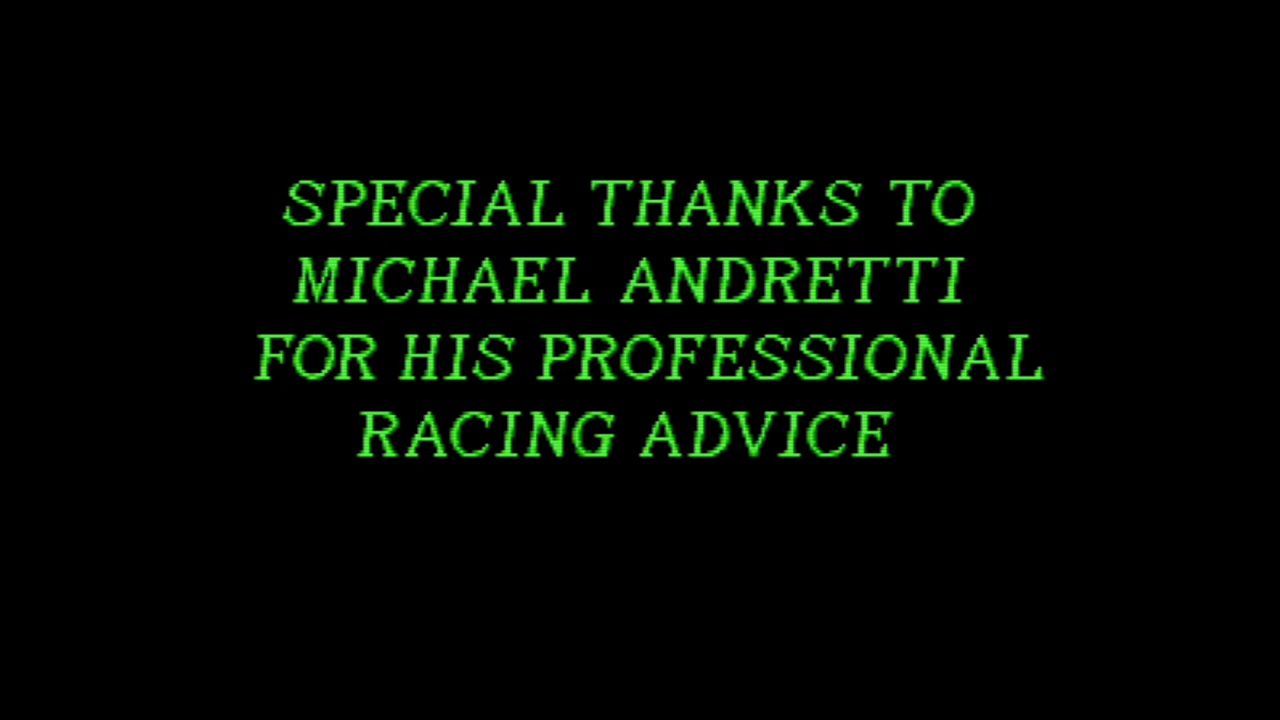 SPECIAL THANKS TO
MICHAEL ANDRETTI
FOR HIS PROFESSIONAL
RACING ADVICE